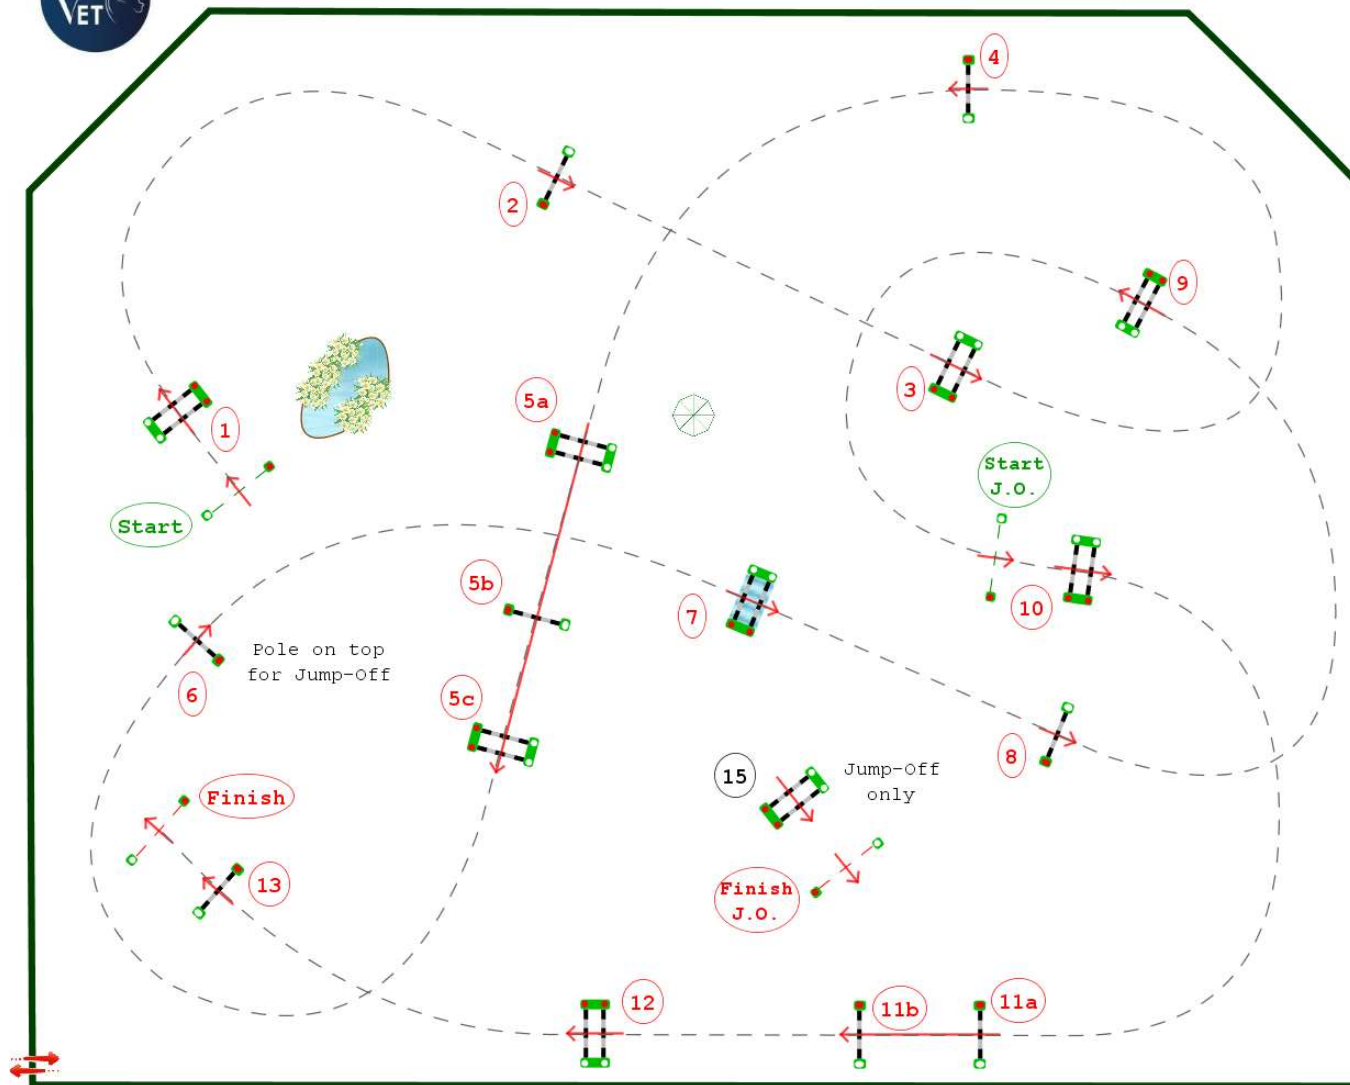 VET
4
2
9
3
5a
1
Start
J.O.
Start
5b
10
7
Pole on top
for Jump-Off
6
5c
8
15
Jump-Off
only
Finish
13
Finish
J.O.
12
11b
11a